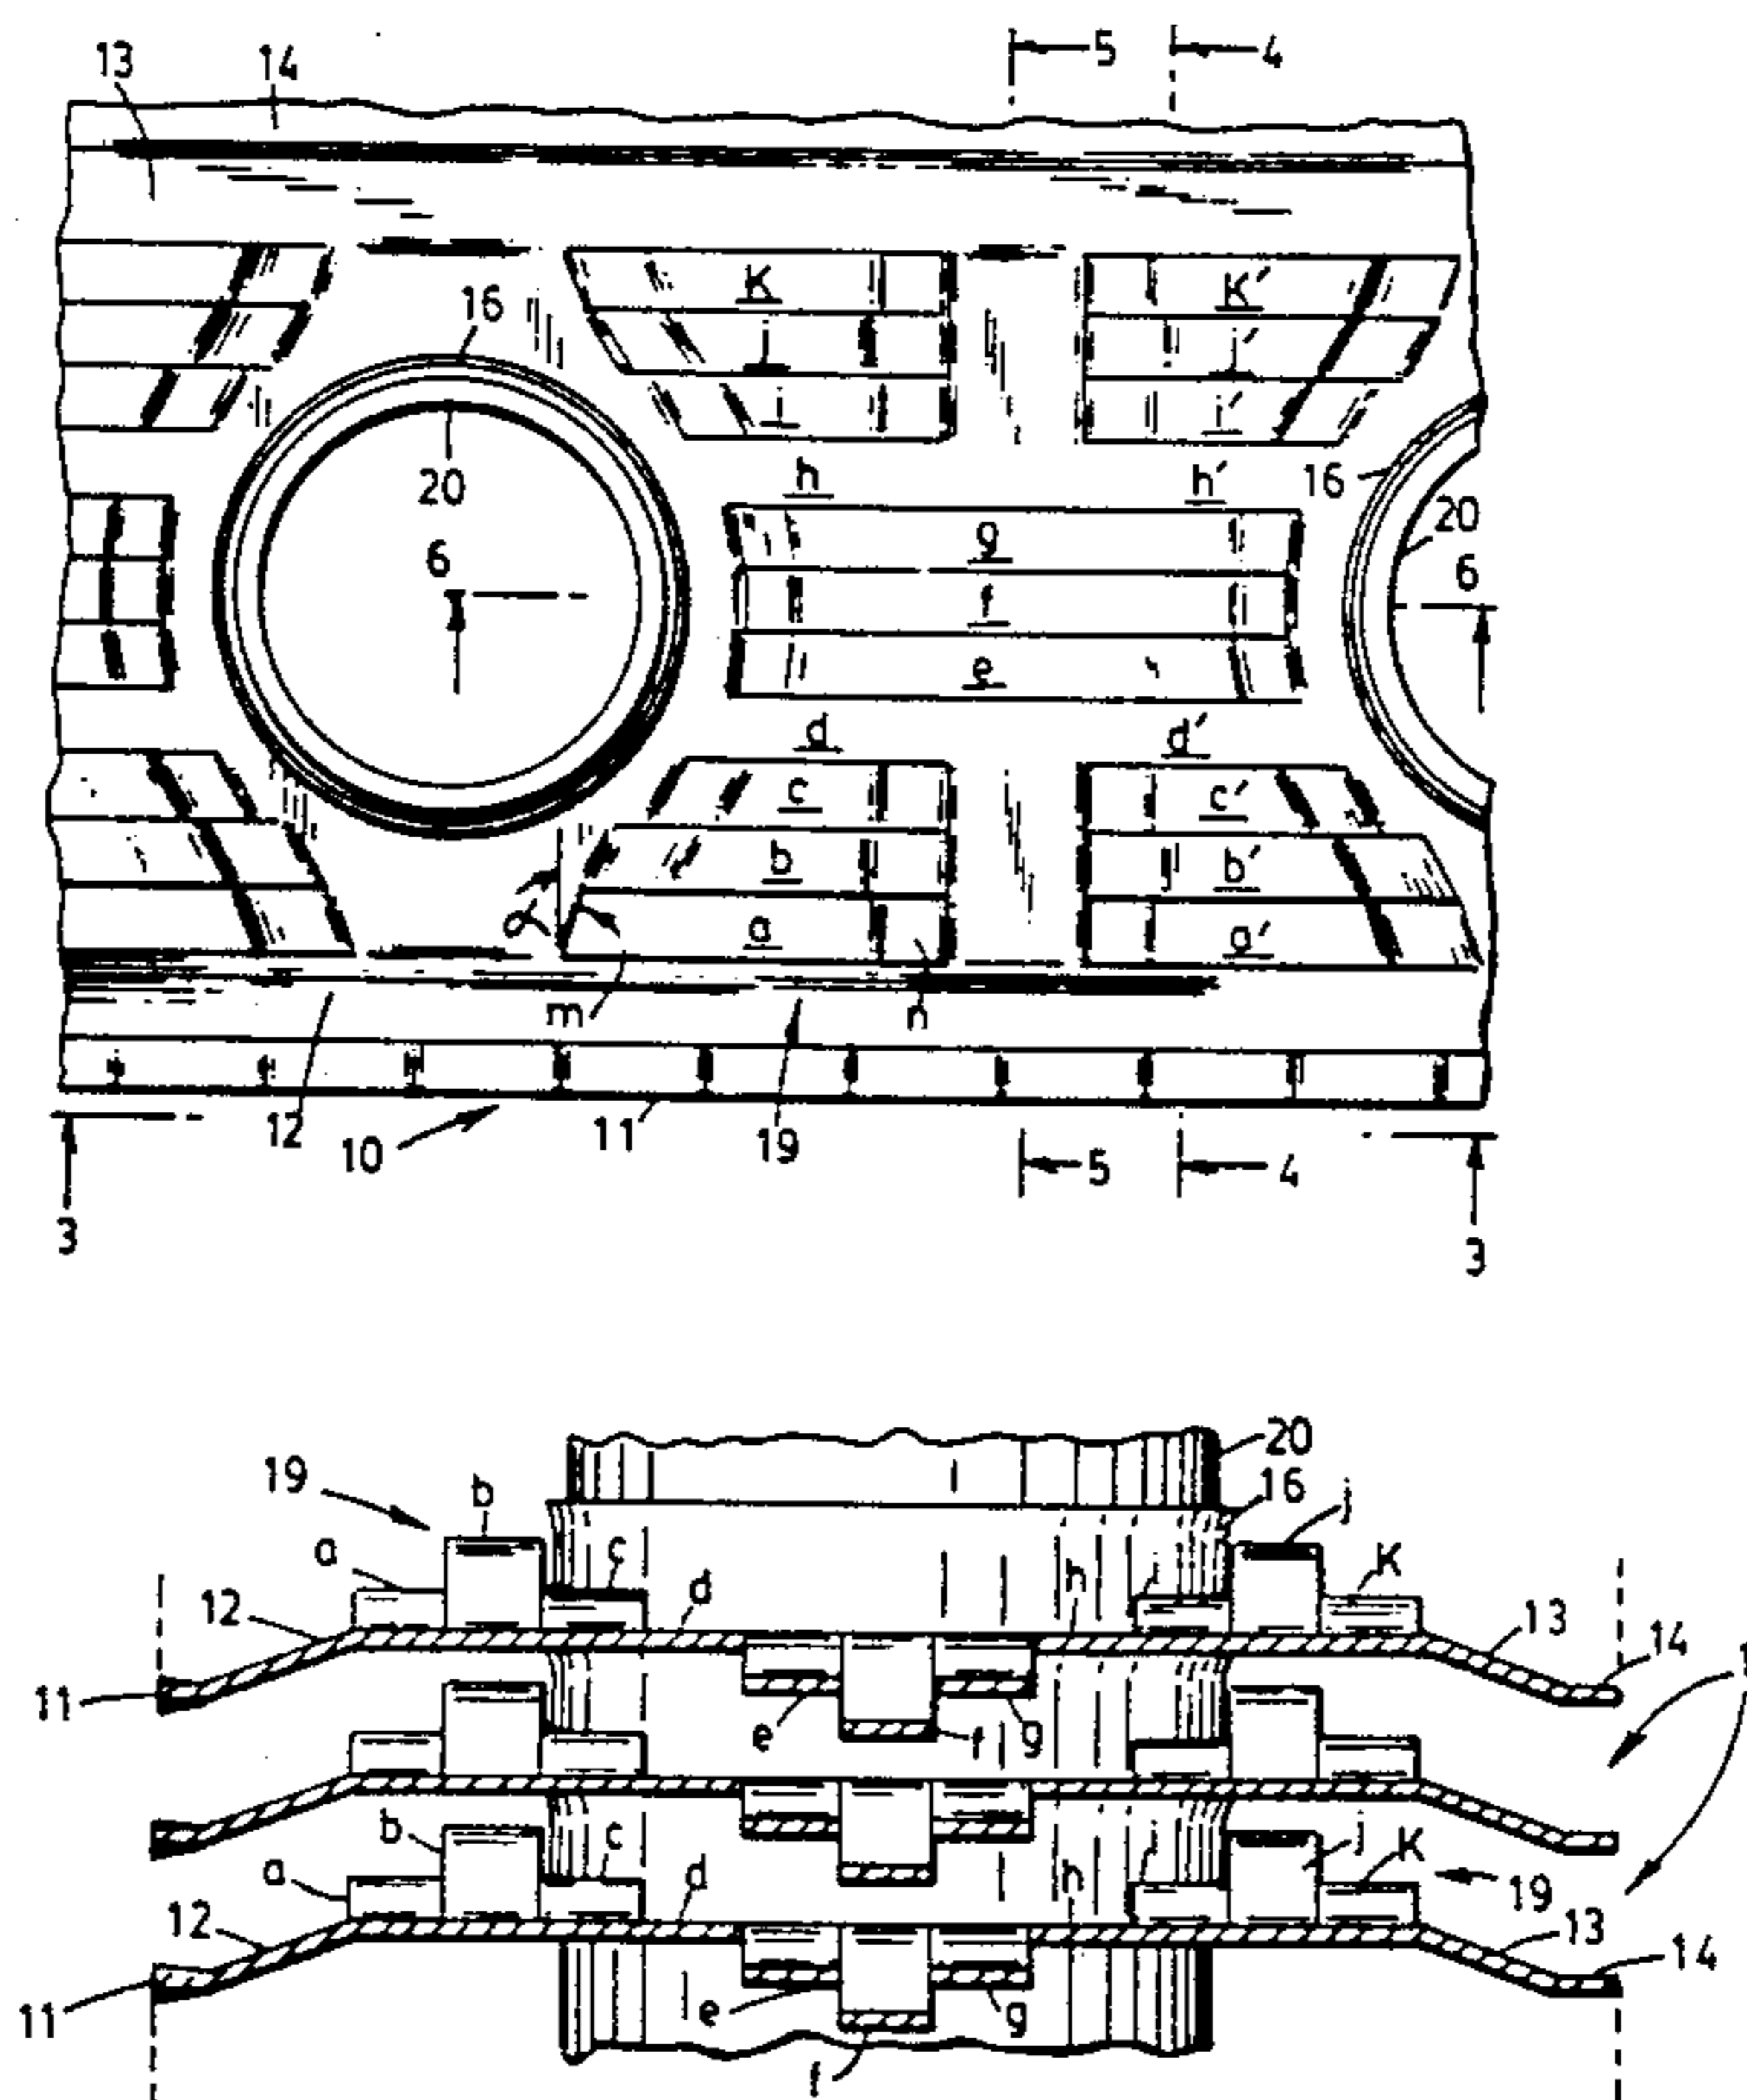 13 14 5 4
K K′
16 j j′
i i′
20 h h′ 16
20
g
6 6
f
e
d d′
c c′
b b′
α
a a′
m n
12 10 11 19 5 4
3 3
20
19 b 16 j
a c K
12 d h i 13
14
11 1
e f g
b c i j K
a d h 19
12 13
14
11 e g
f